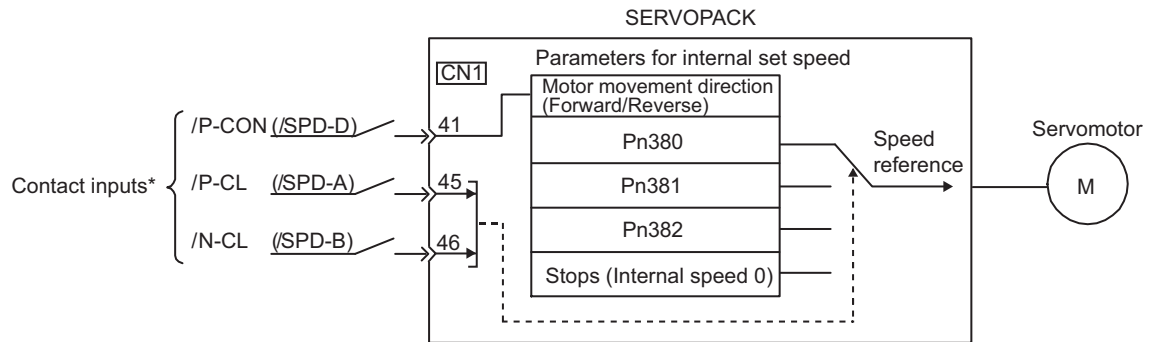 SERVOPACK
Parameters for internal set speed
CN1
Motor movement direction
(Forward/Reverse)
/P-CON (/SPD-D) 41
Pn380
Speed
reference
Servomotor
Contact inputs*
/P-CL (/SPD-A) 45
Pn381
M
Pn382
/N-CL (/SPD-B) 46
Stops (Internal speed 0)